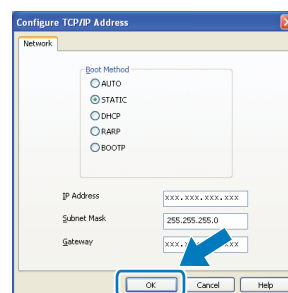 Configure TCP/IP Address
Network
Boot Method
AUTO
STATIC
DHCP
RARP
BOOTP
IP Address xxx.xxx.xxx.xxx
Subnet Mask 255.255.255.0
Gateway
OK Cancel Help